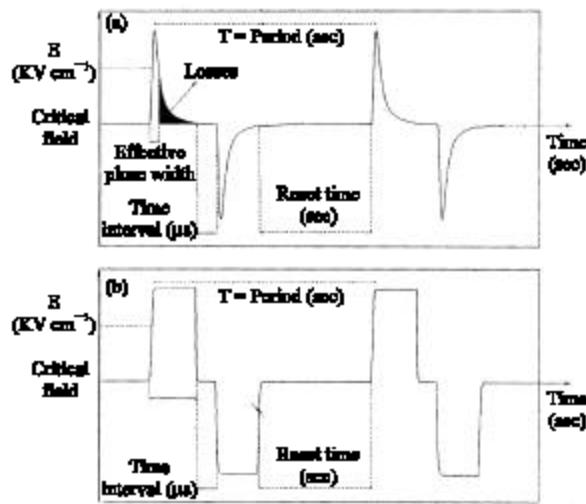 (a)
T = Period (sec)
E
(KV cm⁻¹)
Losses
Critical
field
Time
(sec)
Effective
pluse width
Time
interval (μs)
Reset time
(sec)
(b)
T = Period (sec)
E
(KV cm⁻¹)
Critical
field
Time
(sec)
Time
interval (μs)
Reset time
(sec)